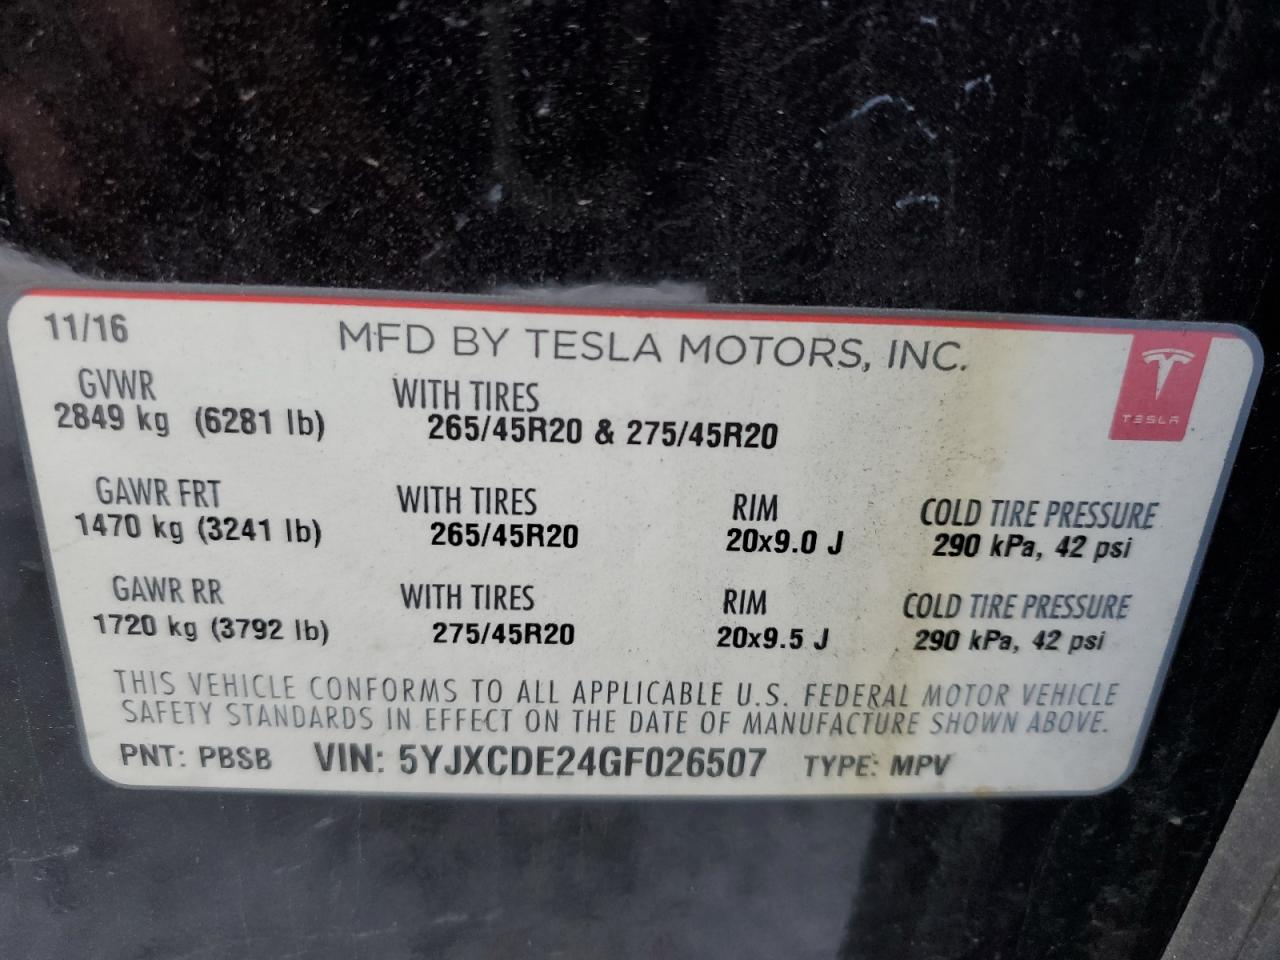 11/16 MFD BY TESLA MOTORS, INC.
TESLA
GVWR WITH TIRES
2849 kg (6281 lb) 265/45R20 & 275/45R20
GAWR FRT WITH TIRES RIM COLD TIRE PRESSURE
1470 kg (3241 lb) 265/45R20 20x9.0 J 290 kPa, 42 psi
GAWR RR WITH TIRES RIM COLD TIRE PRESSURE
1720 kg (3792 lb) 275/45R20 20x9.5 J 290 kPa, 42 psi
THIS VEHICLE CONFORMS TO ALL APPLICABLE U.S. FEDERAL MOTOR VEHICLE
SAFETY STANDARDS IN EFFECT ON THE DATE OF MANUFACTURE SHOWN ABOVE.
PNT: PBSB VIN: 5YJXCDE24GF026507 TYPE: MPV